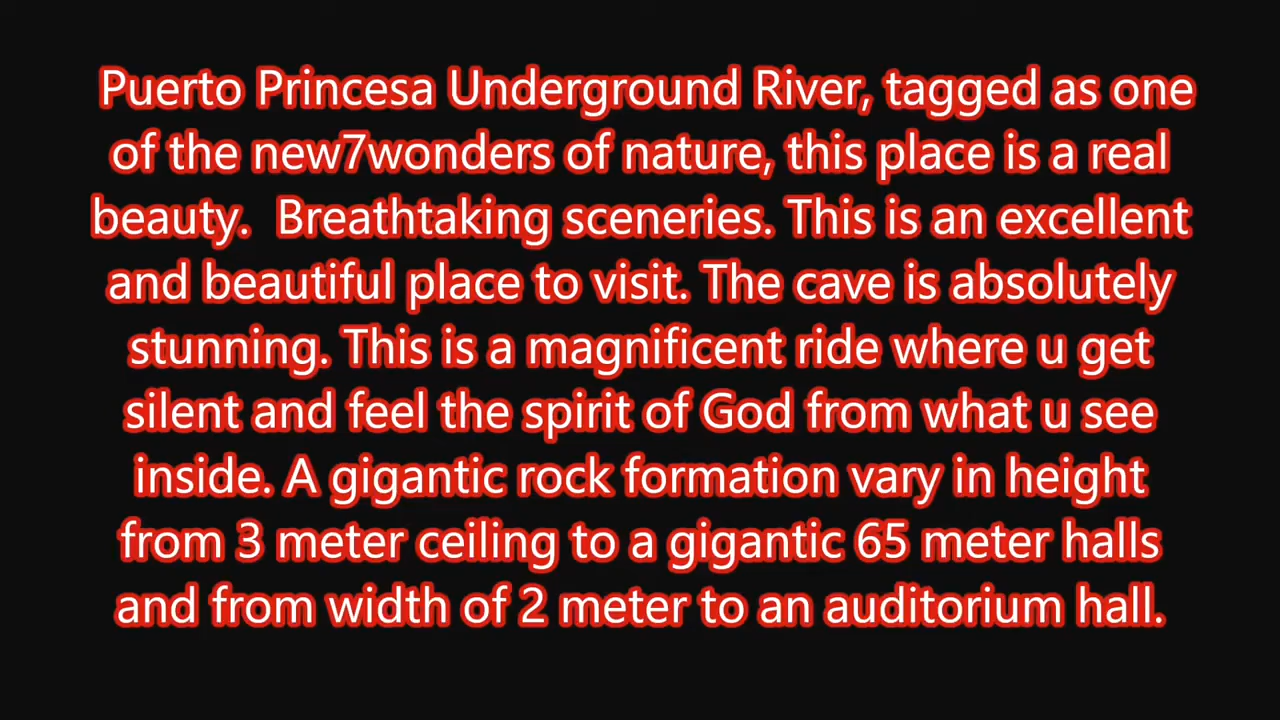 Puerto Princesa Underground River, tagged as one
of the new7wonders of nature, this place is a real
beauty.  Breathtaking sceneries. This is an excellent
and beautiful place to visit. The cave is absolutely
stunning. This is a magnificent ride where u get
silent and feel the spirit of God from what u see
inside. A gigantic rock formation vary in height
from 3 meter ceiling to a gigantic 65 meter halls
and from width of 2 meter to an auditorium hall.